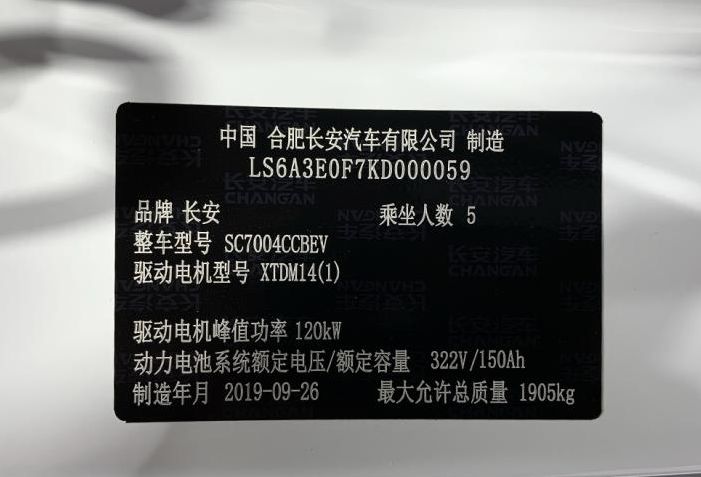 中国 合肥长安汽车有限公司 制造
LS6A3E0F7KD000059
品牌 长安 乘坐人数 5
整车型号 SC7004CCBEV
驱动电机型号 XTDM14(1)
驱动电机峰值功率 120kW
动力电池系统额定电压/额定容量 322V/150Ah
制造年月 2019-09-26 最大允许总质量 1905kg